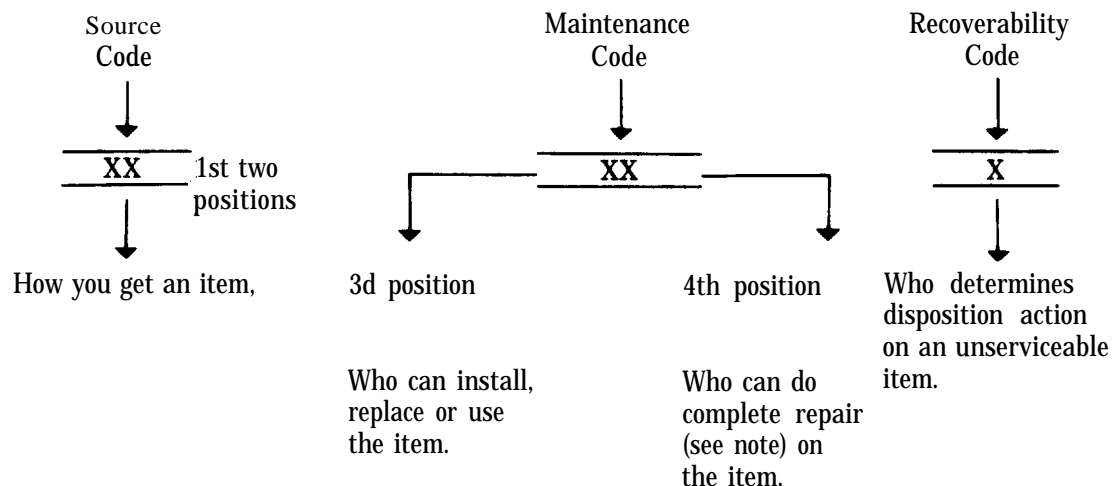 Source
Code
Maintenance
Code
Recoverability
Code
XX
1st two
positions
XX
X
How you get an item,
3d position
4th position
Who determines
disposition action
on an unserviceable
item.
Who can install,
replace or use
the item.
Who can do
complete repair
(see note) on
the item.